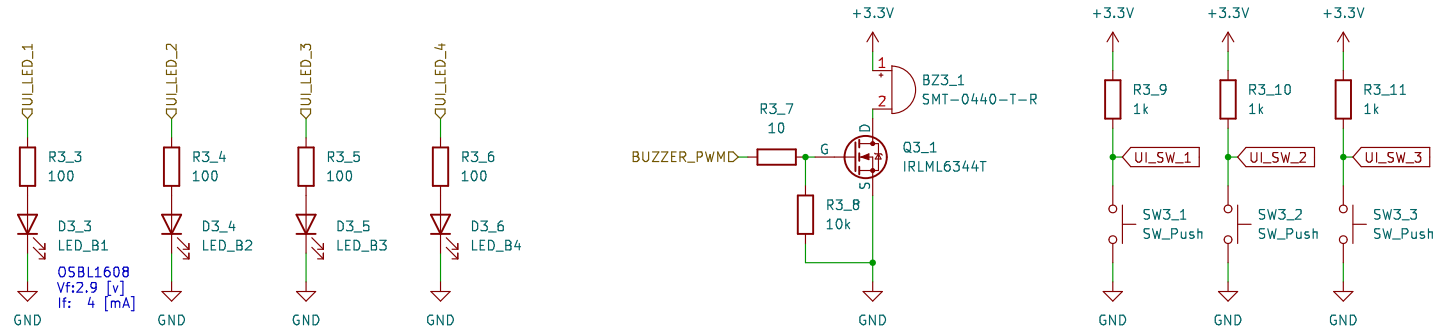 UI_LED_1
R3_3
100
D3_3
LED_B1
OSBL1608
Vf:2.9 [v]
If: 4 [mA]
GND
UI_LED_2
R3_4
100
D3_4
LED_B2
GND
UI_LED_3
R3_5
100
D3_5
LED_B3
GND
UI_LED_4
R3_6
100
D3_6
LED_B4
GND
+3.3V
1
+
2
BZ3_1
SMT-0440-T-R
R3_7
10
BUZZER_PWM
G
D
S
Q3_1
IRLML6344T
R3_8
10k
GND
+3.3V
R3_9
1k
UI_SW_1
SW3_1
SW_Push
GND
+3.3V
R3_10
1k
UI_SW_2
SW3_2
SW_Push
GND
+3.3V
R3_11
1k
UI_SW_3
SW3_3
SW_Push
GND